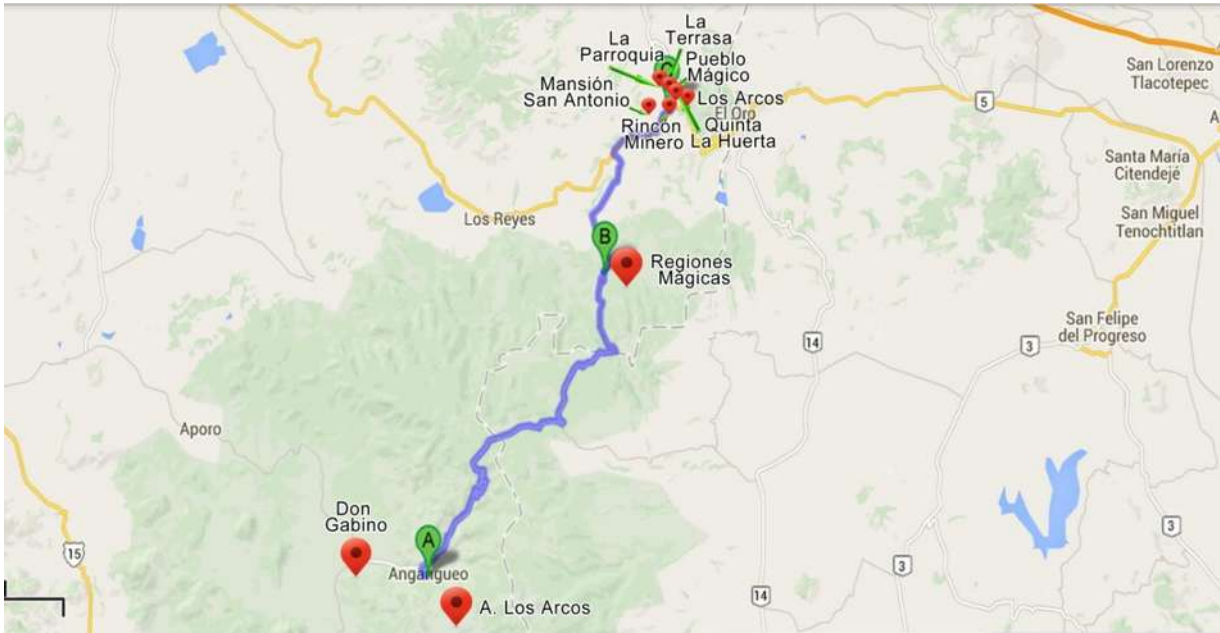 La
Terrasa
La
Parroquia
Pueblo
Mágico
C
Mansión
San Antonio
Los Arcos
El Oro
Rincón
Minero
Quinta
La Huerta
San Lorenzo
Tlacotepec
5
Santa María
Citendejé
San Miguel
Tenochtitlan
Los Reyes
B
Regiones
Mágicas
San Felipe
del Progreso
14
3
Aporo
Don
Gabino
A
Angangueo
A. Los Arcos
15
3
3
14
A